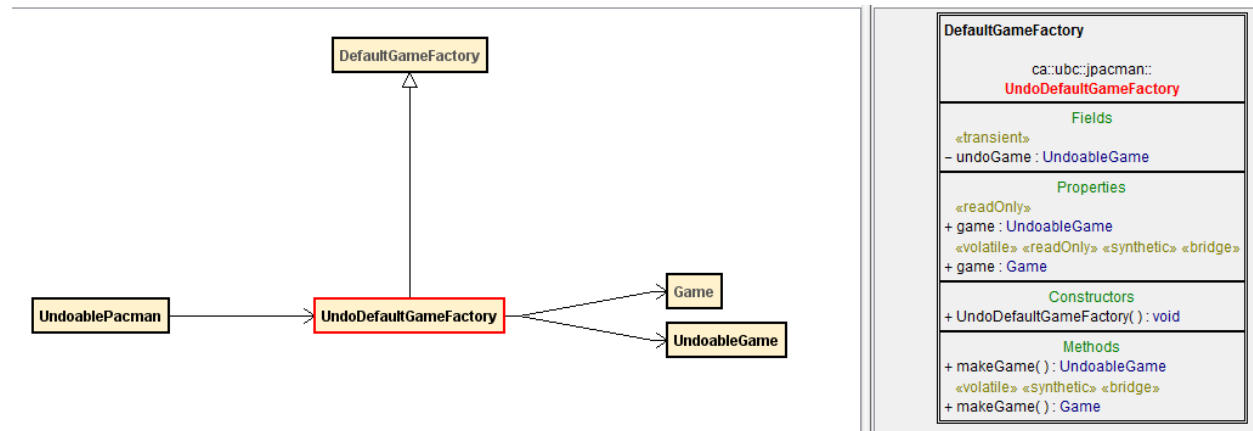 DefaultGameFactory
UndoablePacman
UndoDefaultGameFactory
Game
UndoableGame
DefaultGameFactory
ca::ubc::jpacman::
UndoDefaultGameFactory
Fields
«transient»
− undoGame : UndoableGame
Properties
«readOnly»
+ game : UndoableGame
«volatile» «readOnly» «synthetic» «bridge»
+ game : Game
Constructors
+ UndoDefaultGameFactory( ) : void
Methods
+ makeGame( ) : UndoableGame
«volatile» «synthetic» «bridge»
+ makeGame( ) : Game